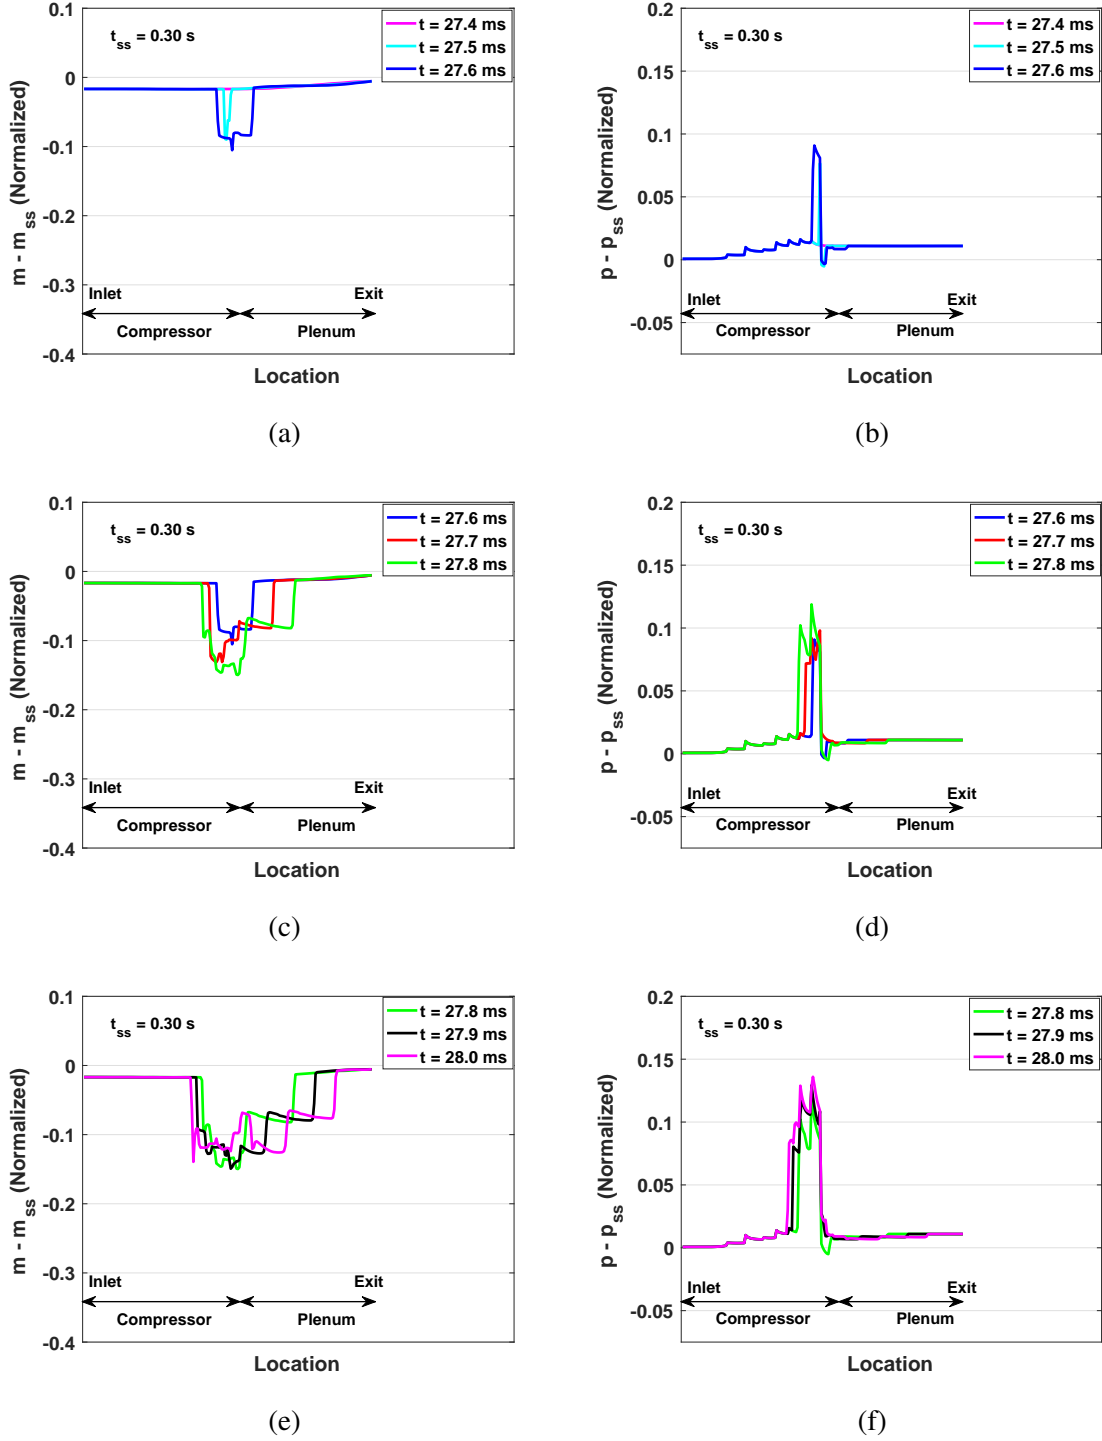 0.1
0
-0.1
-0.2
-0.3
-0.4
m - m_ss (Normalized)
t_ss = 0.30 s
t = 27.4 ms
t = 27.5 ms
t = 27.6 ms
Inlet
Exit
Compressor
Plenum
Location
(a)
0.2
0.15
0.1
0.05
0
-0.05
p - p_ss (Normalized)
t_ss = 0.30 s
t = 27.4 ms
t = 27.5 ms
t = 27.6 ms
Inlet
Exit
Compressor
Plenum
Location
(b)
0.1
0
-0.1
-0.2
-0.3
-0.4
m - m_ss (Normalized)
t_ss = 0.30 s
t = 27.6 ms
t = 27.7 ms
t = 27.8 ms
Inlet
Exit
Compressor
Plenum
Location
(c)
0.2
0.15
0.1
0.05
0
-0.05
p - p_ss (Normalized)
t_ss = 0.30 s
t = 27.6 ms
t = 27.7 ms
t = 27.8 ms
Inlet
Exit
Compressor
Plenum
Location
(d)
0.1
0
-0.1
-0.2
-0.3
-0.4
m - m_ss (Normalized)
t_ss = 0.30 s
t = 27.8 ms
t = 27.9 ms
t = 28.0 ms
Inlet
Exit
Compressor
Plenum
Location
(e)
0.2
0.15
0.1
0.05
0
-0.05
p - p_ss (Normalized)
t_ss = 0.30 s
t = 27.8 ms
t = 27.9 ms
t = 28.0 ms
Inlet
Exit
Compressor
Plenum
Location
(f)